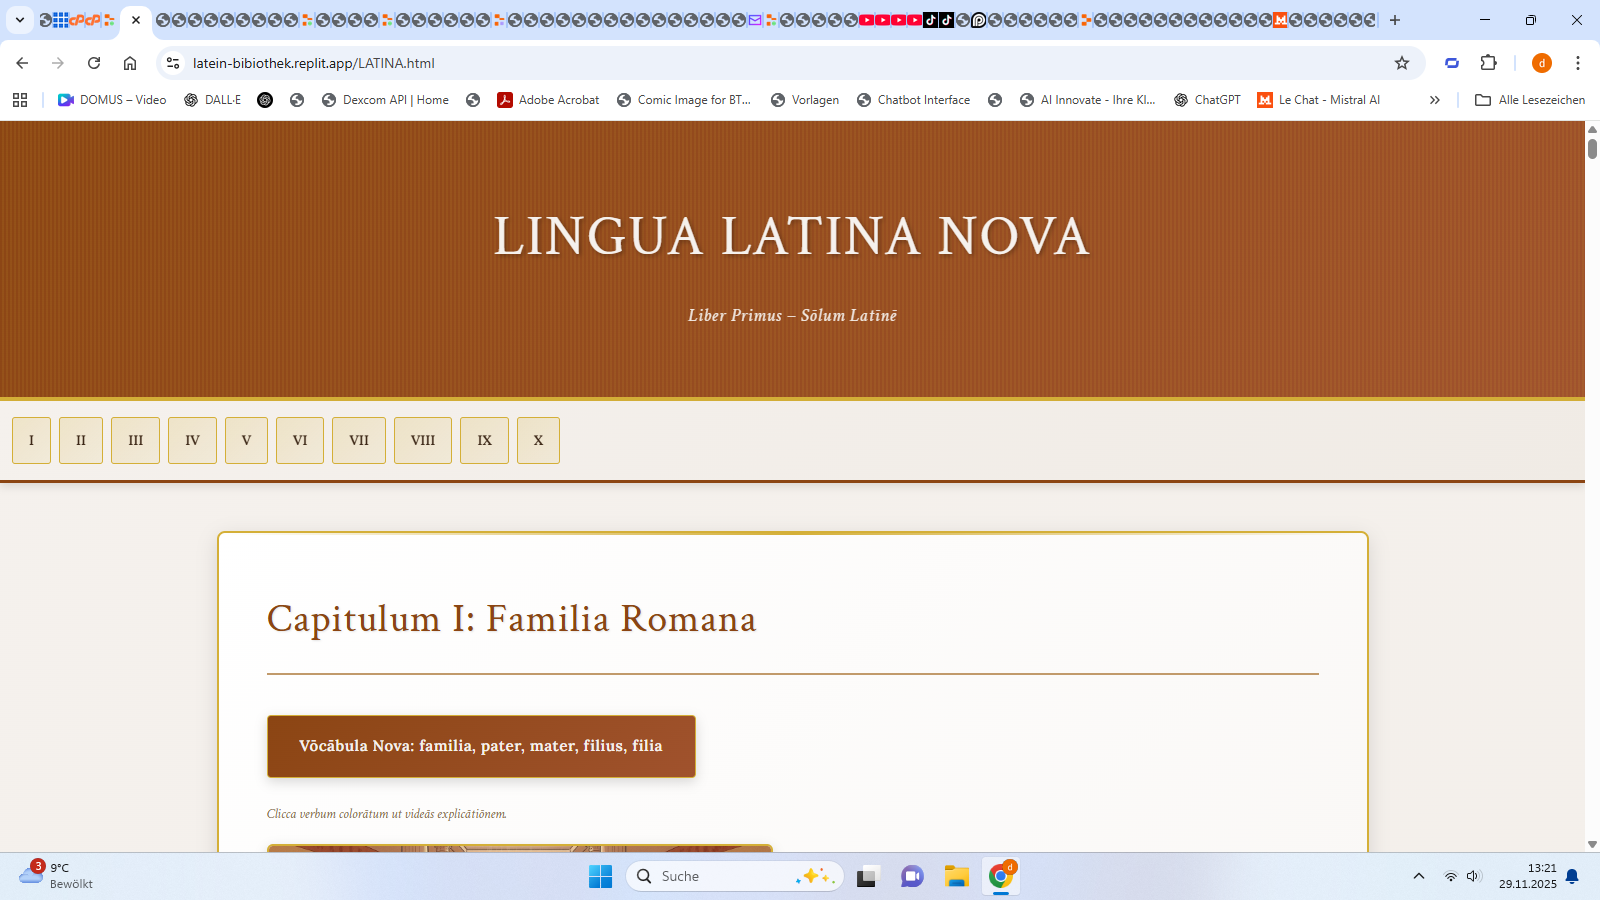 latein-bibiothek.replit.app/LATINA.html
d
DOMUS – Video
DALL·E
Dexcom API | Home
Adobe Acrobat
Comic Image for BT...
Vorlagen
Chatbot Interface
AI Innovate - Ihre KI...
ChatGPT
Le Chat - Mistral AI
Alle Lesezeichen
LINGUA LATINA NOVA
Liber Primus – Sōlum Latīnē
I
II
III
IV
V
VI
VII
VIII
IX
X
Capitulum I: Familia Romana
Vōcābula Nova: familia, pater, mater, filius, filia
Clicca verbum colorātum ut videās explicātiōnem.
3
9°C
Bewölkt
Suche
d
13:21
29.11.2025